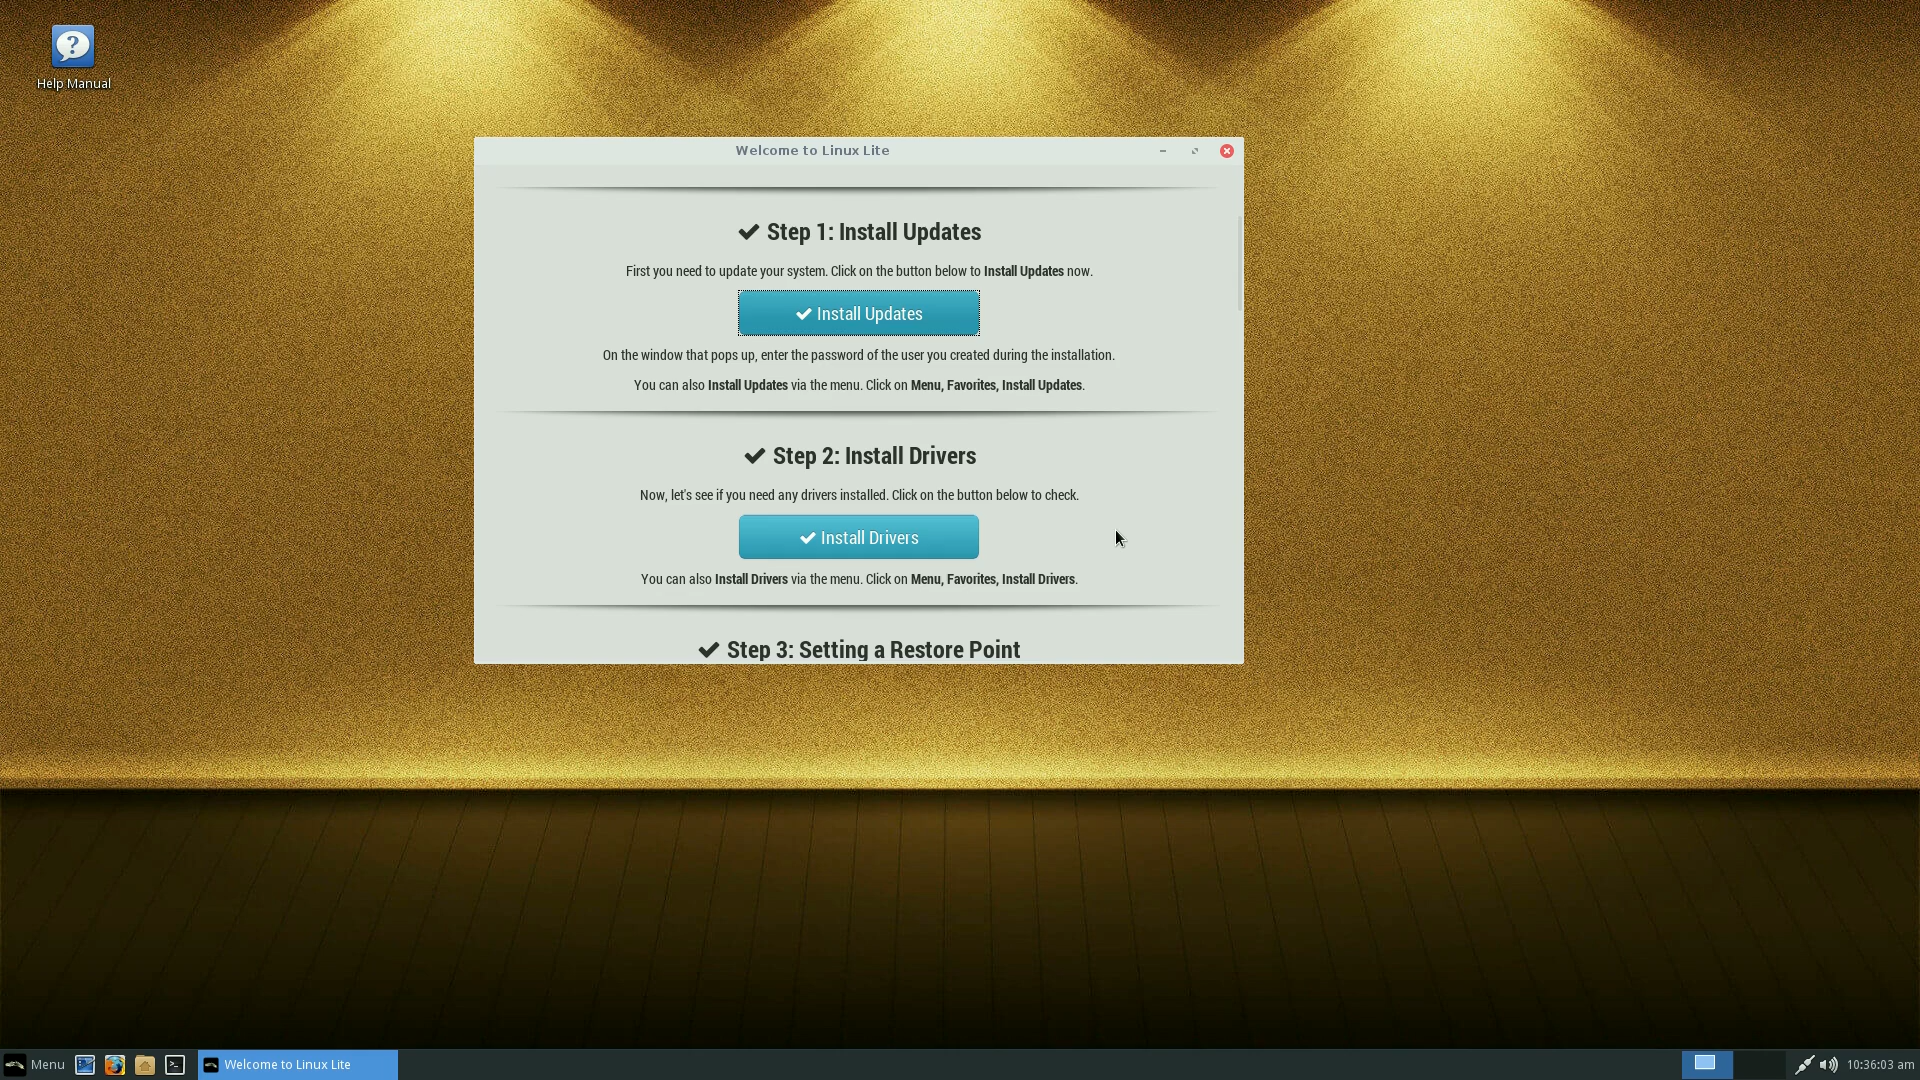 Help Manual
Welcome to Linux Lite
Step 1: Install Updates
First you need to update your system. Click on the button below to Install Updates now.
Install Updates
On the window that pops up, enter the password of the user you created during the installation.
You can also Install Updates via the menu. Click on Menu, Favorites, Install Updates.
Step 2: Install Drivers
Now, let's see if you need any drivers installed. Click on the button below to check.
Install Drivers
You can also Install Drivers via the menu. Click on Menu, Favorites, Install Drivers.
Step 3: Setting a Restore Point
Menu
Welcome to Linux Lite
10:36:03 am